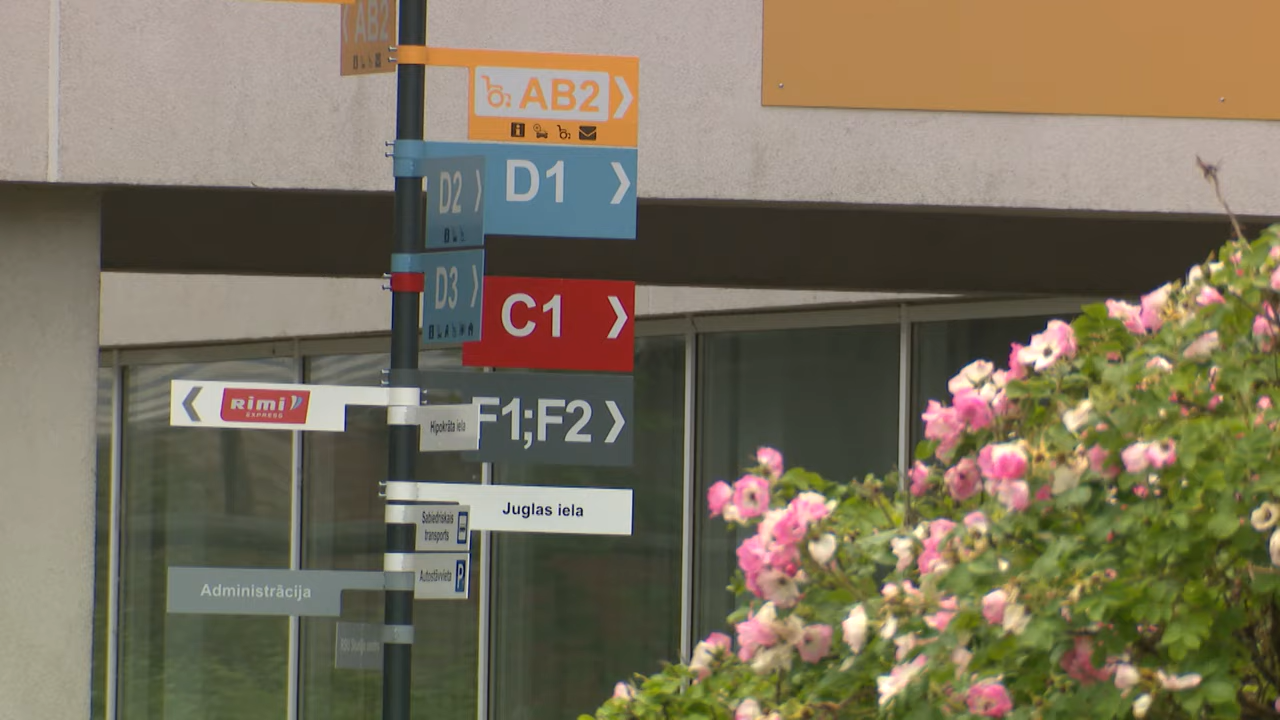 AB2
AB2
D1
D2
D3
C1
Rimi
EXPRESS
F1;F2
Hipokrāta iela
Juglas iela
Sabiedriskais
transports
Autostāvvieta
P
Administrācija